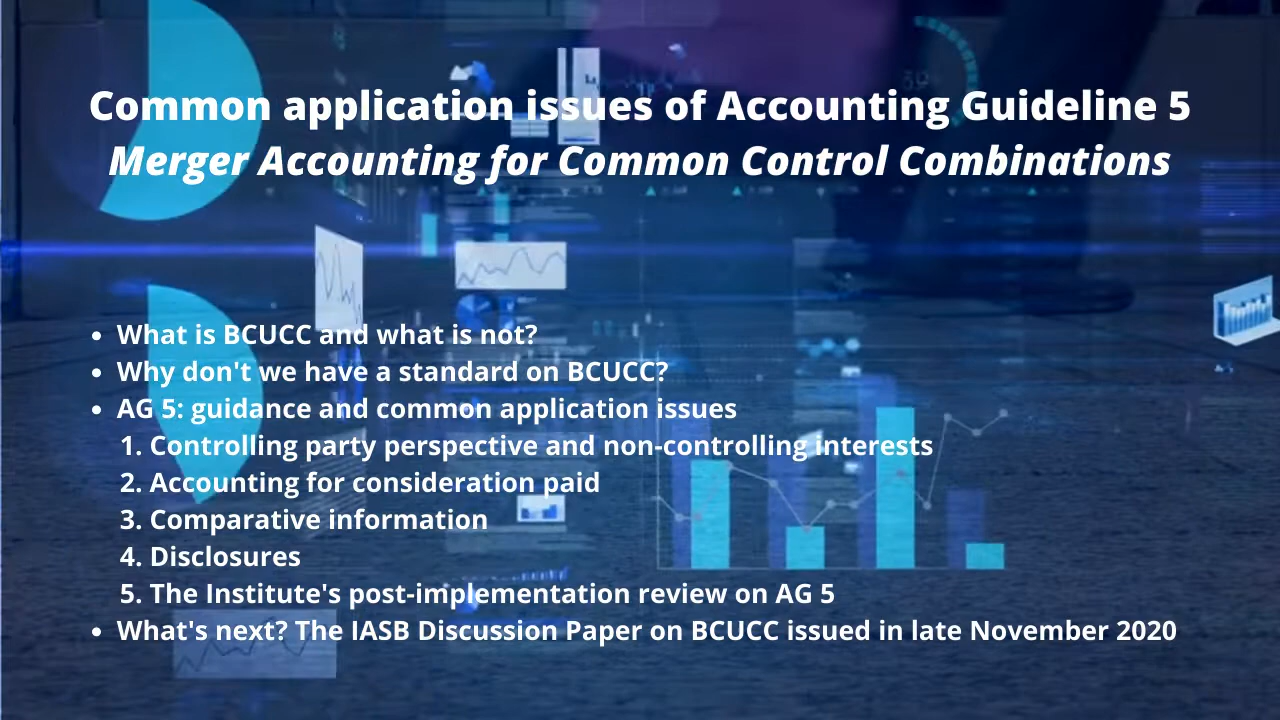 Common application issues of Accounting Guideline 5
Merger Accounting for Common Control Combinations
• What is BCUCC and what is not?
• Why don't we have a standard on BCUCC?
• AG 5: guidance and common application issues
1. Controlling party perspective and non-controlling interests
2. Accounting for consideration paid
3. Comparative information
4. Disclosures
5. The Institute's post-implementation review on AG 5
• What's next? The IASB Discussion Paper on BCUCC issued in late November 2020